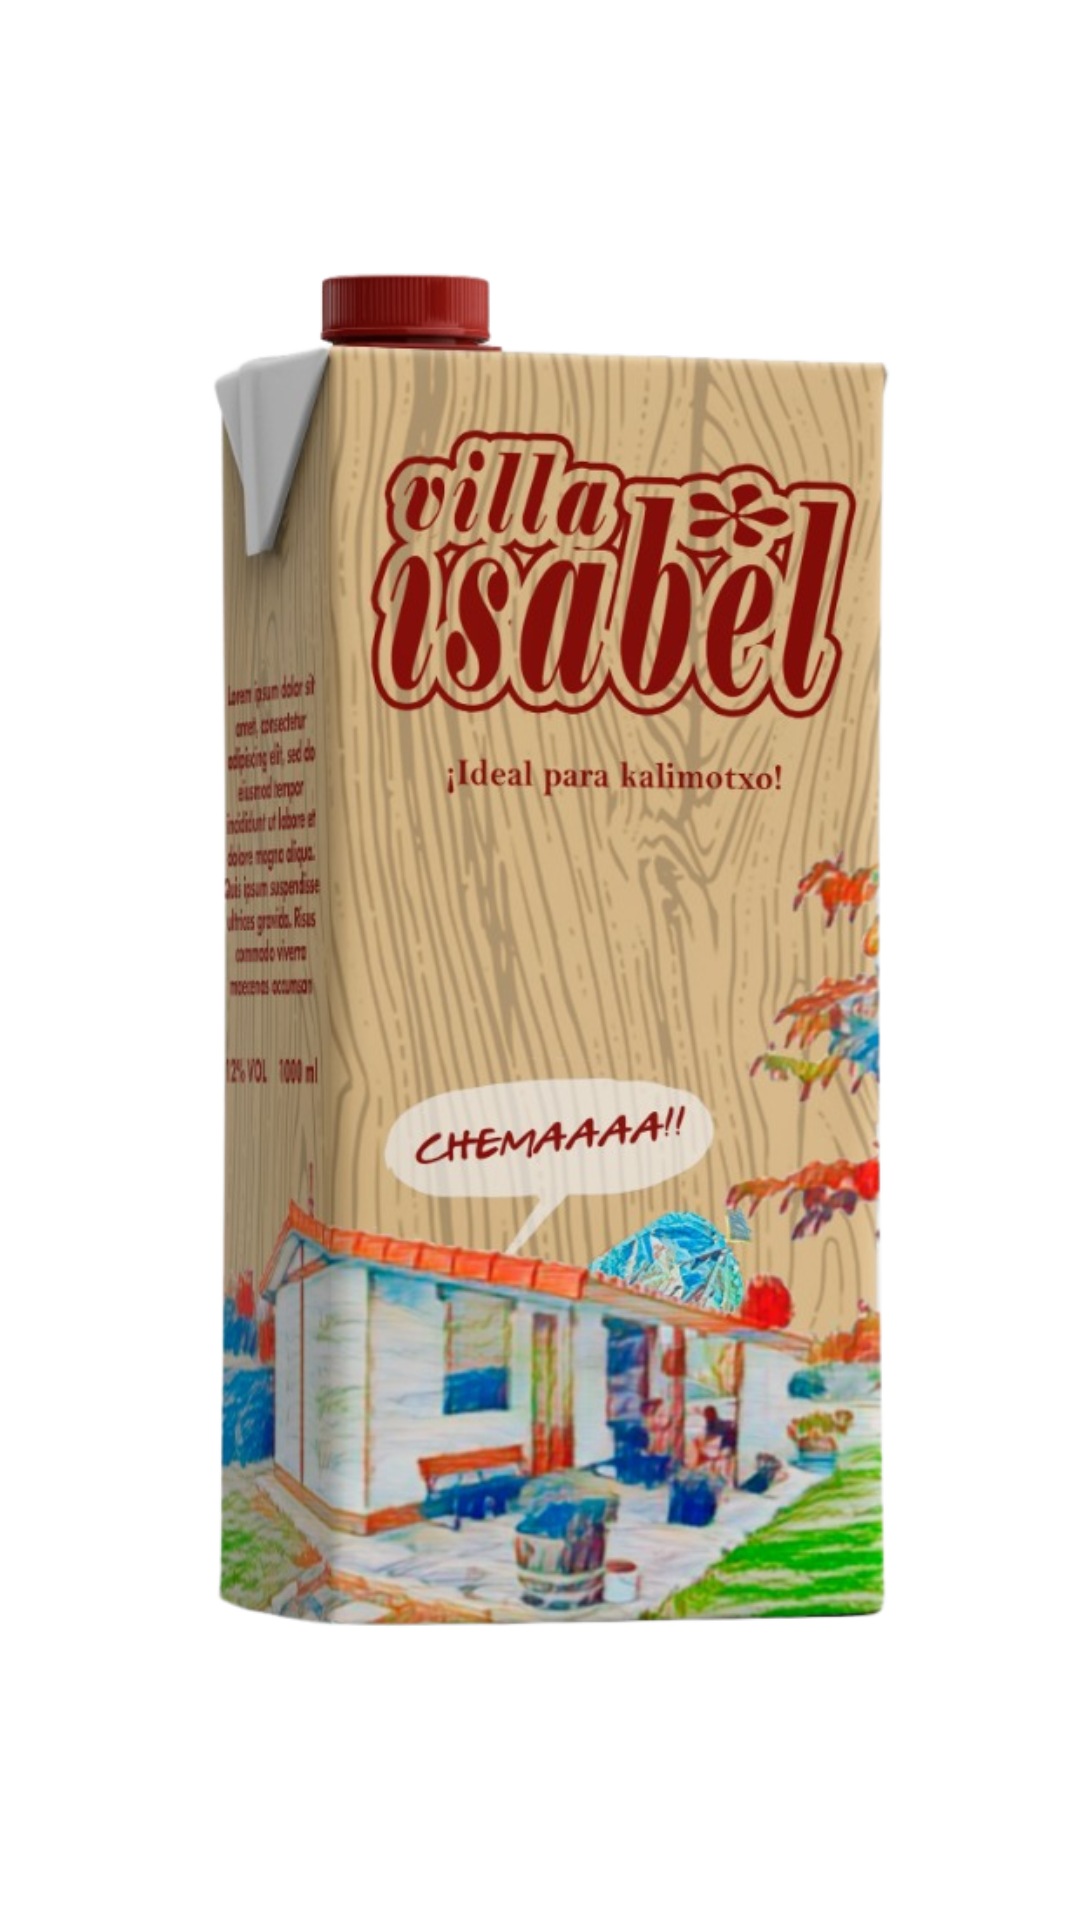 villa
isabel
¡Ideal para kalimotxo!
CHEMAAAA!!
Lorem ipsum dolor sit
amet, consectetur
adipiscing elit, sed do
eiusmod tempor
incididunt ut labore et
dolore magna aliqua.
Quis ipsum suspendisse
ultrices gravida. Risus
commodo viverra
maecenas accumsan
12% VOL 1000 ml